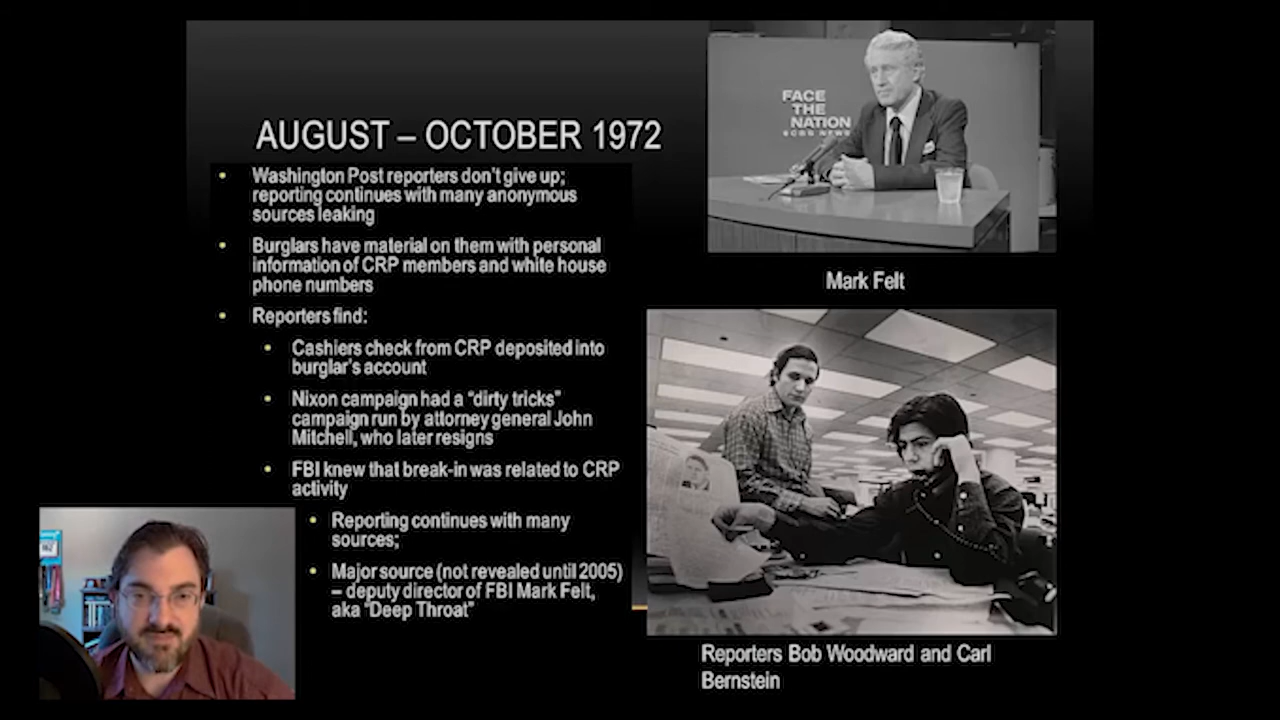 AUGUST – OCTOBER 1972
Washington Post reporters don't give up;
reporting continues with many anonymous
sources leaking
Burglars have material on them with personal
information of CRP members and white house
phone numbers
Reporters find:
Cashiers check from CRP deposited into
burglar's account
Nixon campaign had a “dirty tricks”
campaign run by attorney general John
Mitchell, who later resigns
FBI knew that break-in was related to CRP
activity
Reporting continues with many
sources;
Major source (not revealed until 2005)
– deputy director of FBI Mark Felt,
aka “Deep Throat”
FACE
THE
NATION
CBS NEWS
Mark Felt
Reporters Bob Woodward and Carl
Bernstein